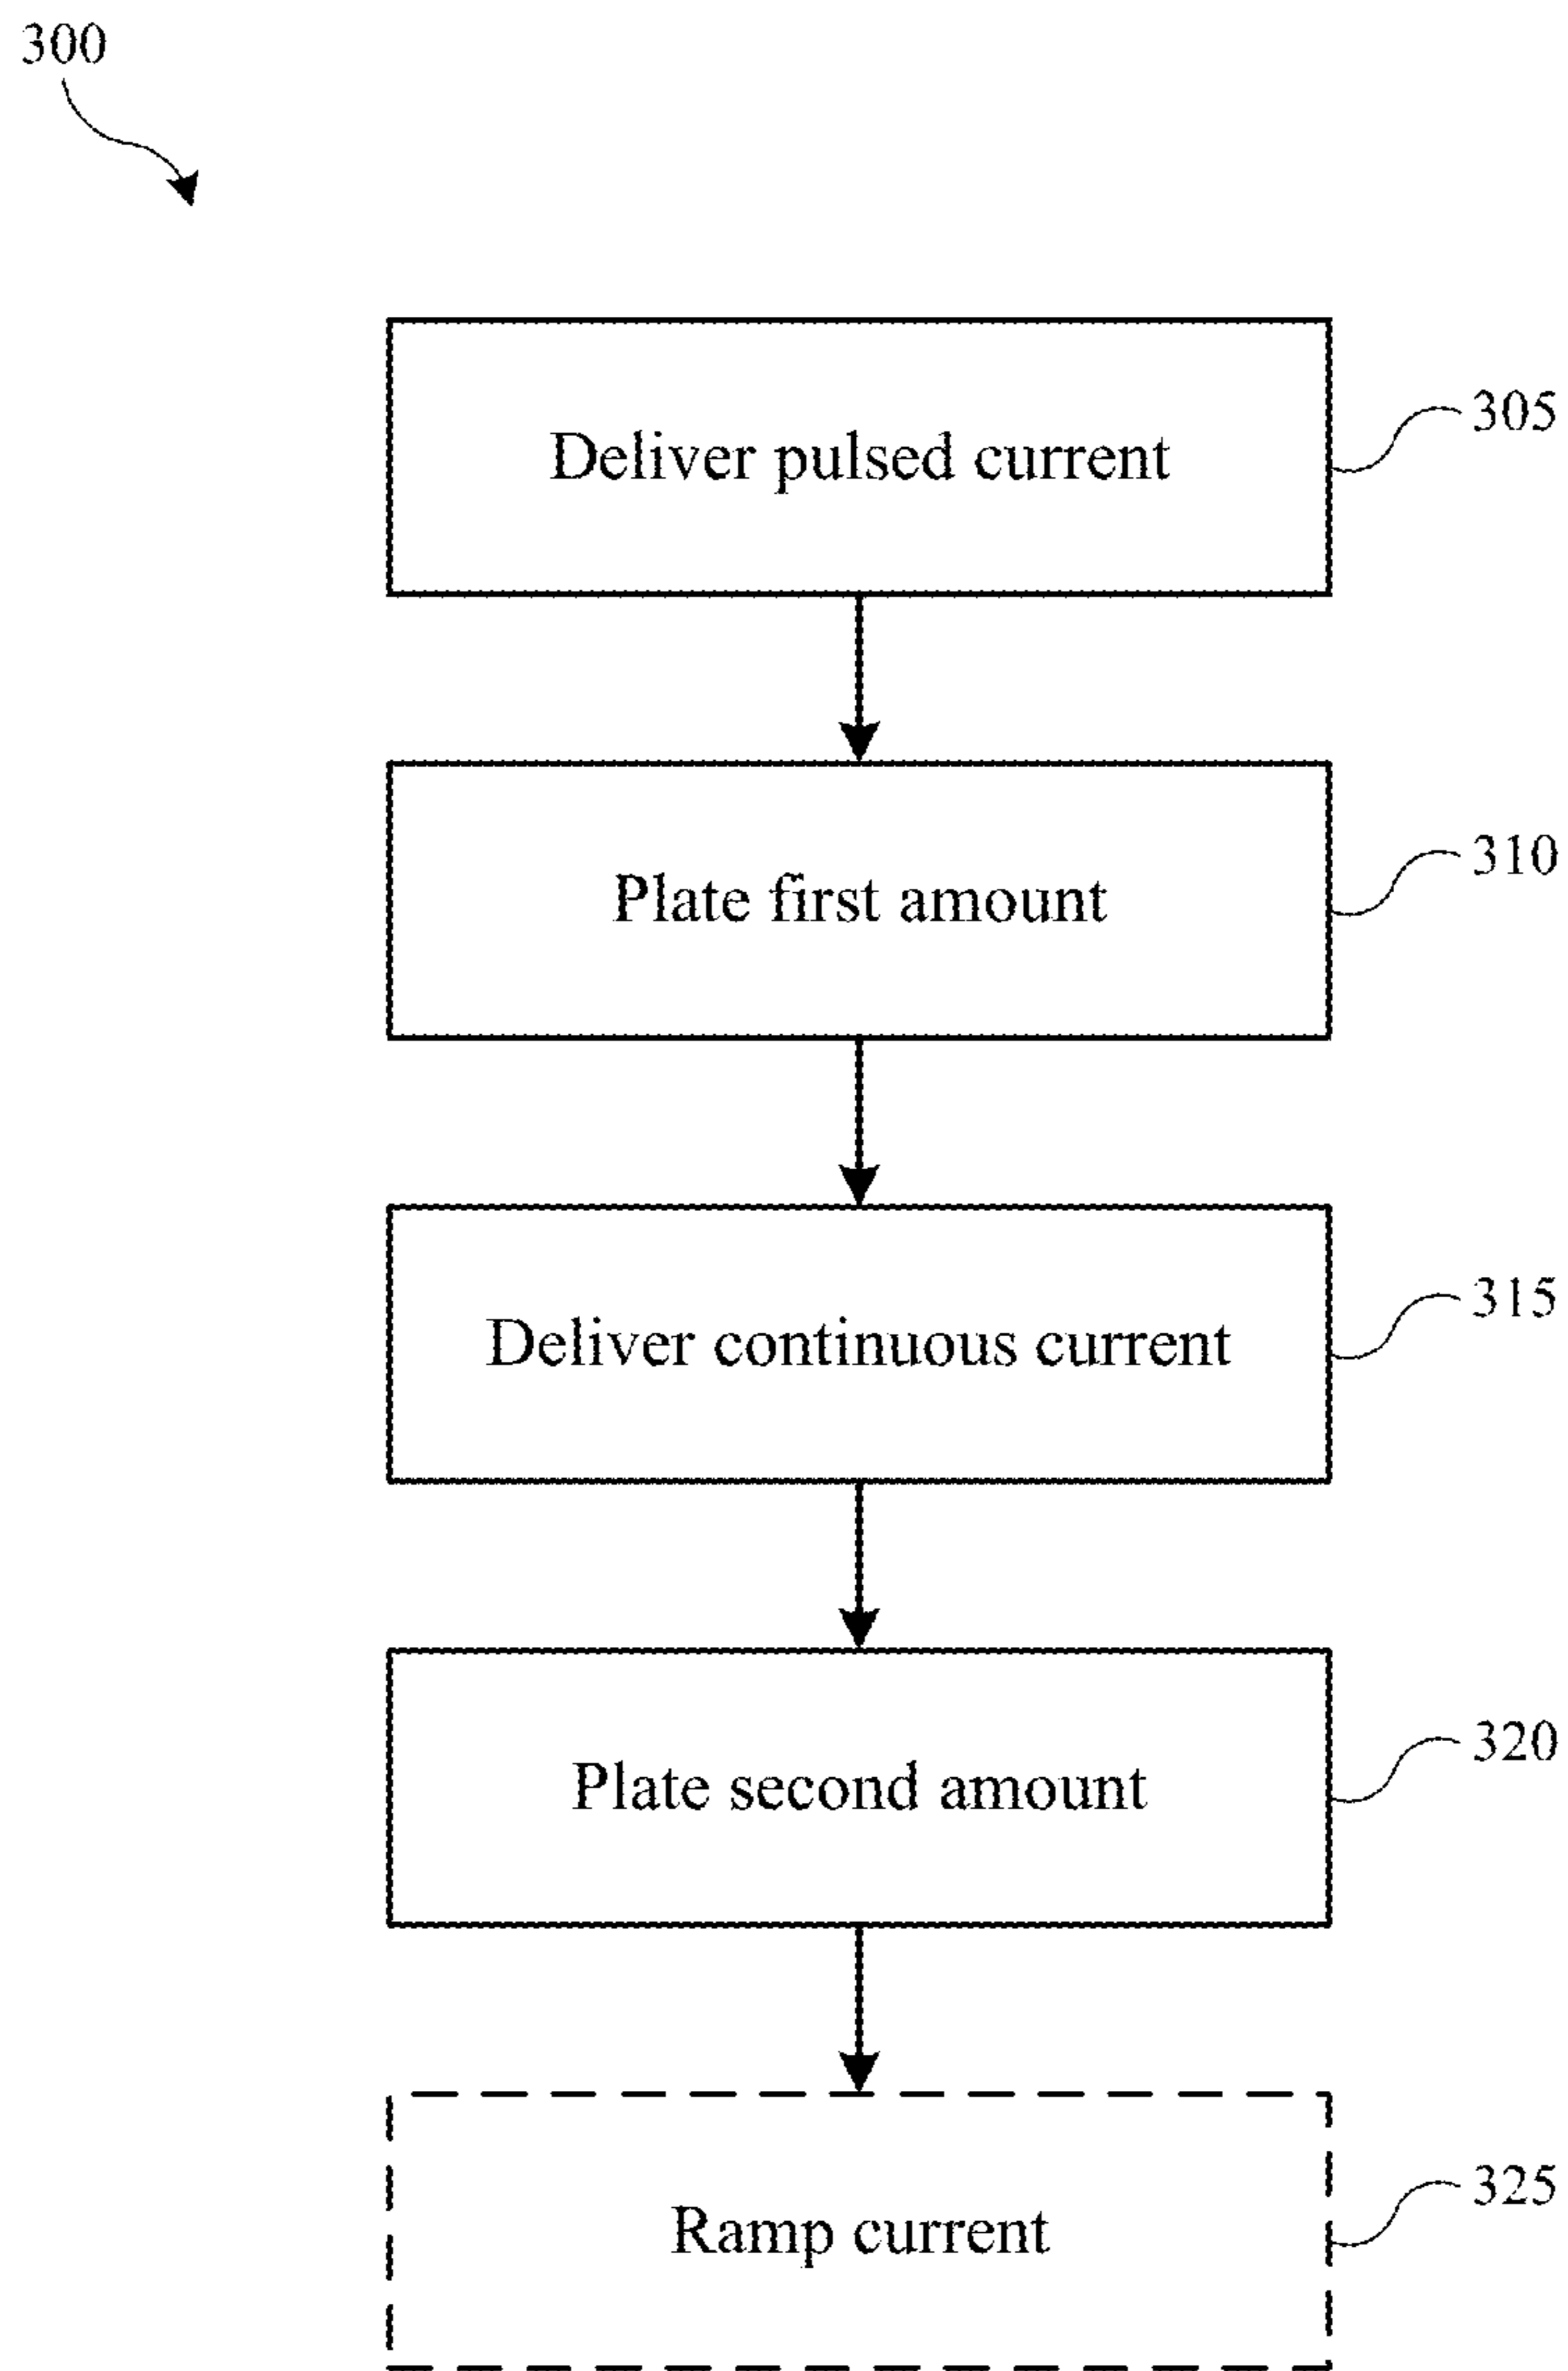 300
Deliver pulsed current
305
Plate first amount
310
Deliver continuous current
315
Plate second amount
320
Ramp current
325